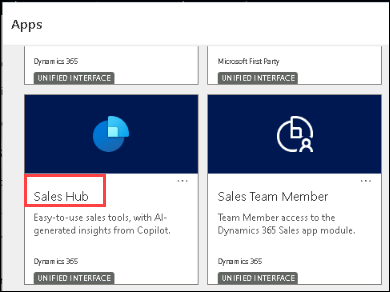 Apps
Dynamics 365
Microsoft First Party
UNIFIED INTERFACE
UNIFIED INTERFACE
Sales Hub
Sales Team Member
Easy-to-use sales tools, with AI-
generated insights from Copilot.
Team Member access to the
Dynamics 365 Sales app module.
Dynamics 365
Dynamics 365
UNIFIED INTERFACE
UNIFIED INTERFACE